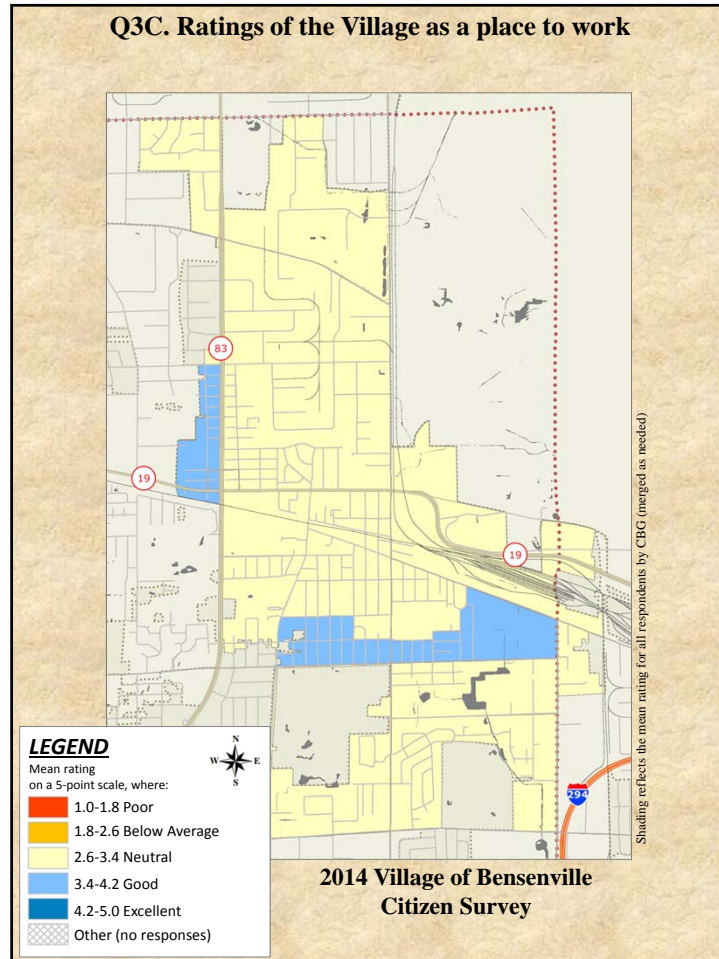 Q3C. Ratings of the Village as a place to work
83
19
19
294
Shading reflects the mean rating for all respondents by CBG (merged as needed)
LEGEND
Mean rating
on a 5-point scale, where:
N
W E
S
1.0-1.8 Poor
1.8-2.6 Below Average
2.6-3.4 Neutral
3.4-4.2 Good
4.2-5.0 Excellent
Other (no responses)
2014 Village of Bensenville
Citizen Survey